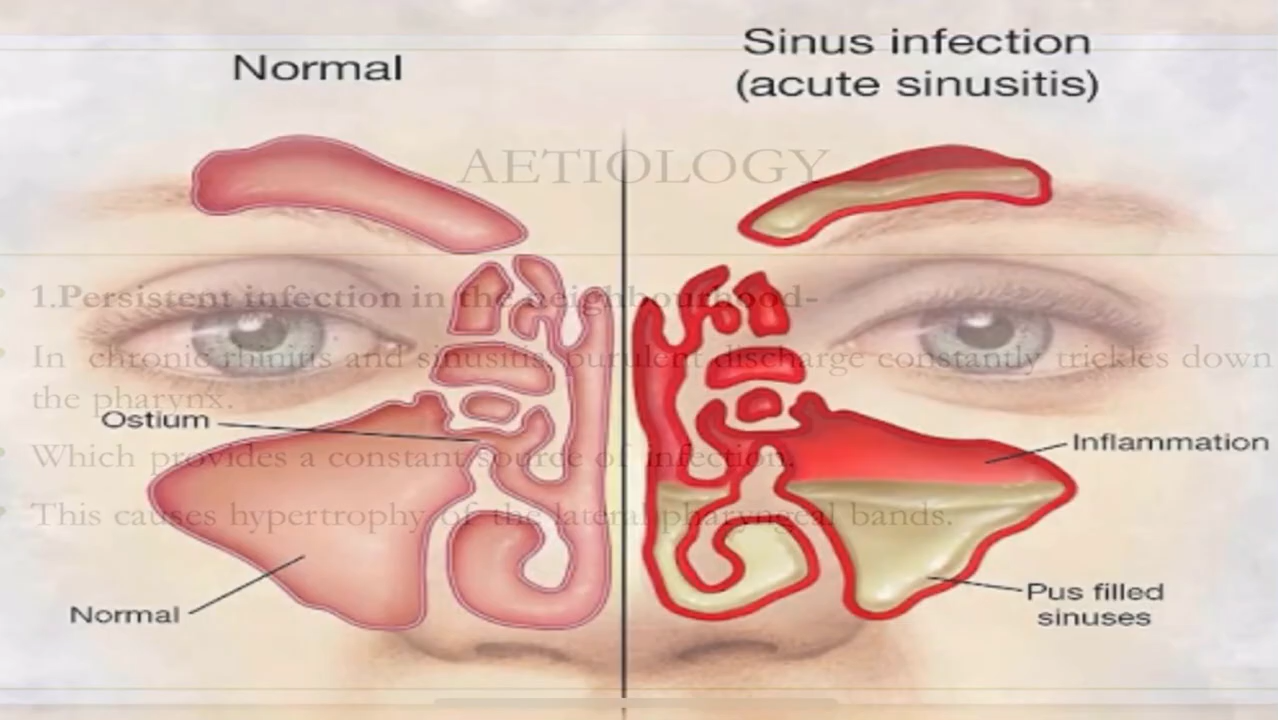 Normal
Sinus infection
(acute sinusitis)
AETIOLOGY
1.Persistent infection in the neighbourhood-
In chronic rhinitis and sinusitis purulent discharge constantly trickles down
the pharynx.
Ostium
Inflammation
Which provides a constant source of infection.
This causes hypertrophy of the lateral pharyngeal bands.
Normal
Pus filled
sinuses